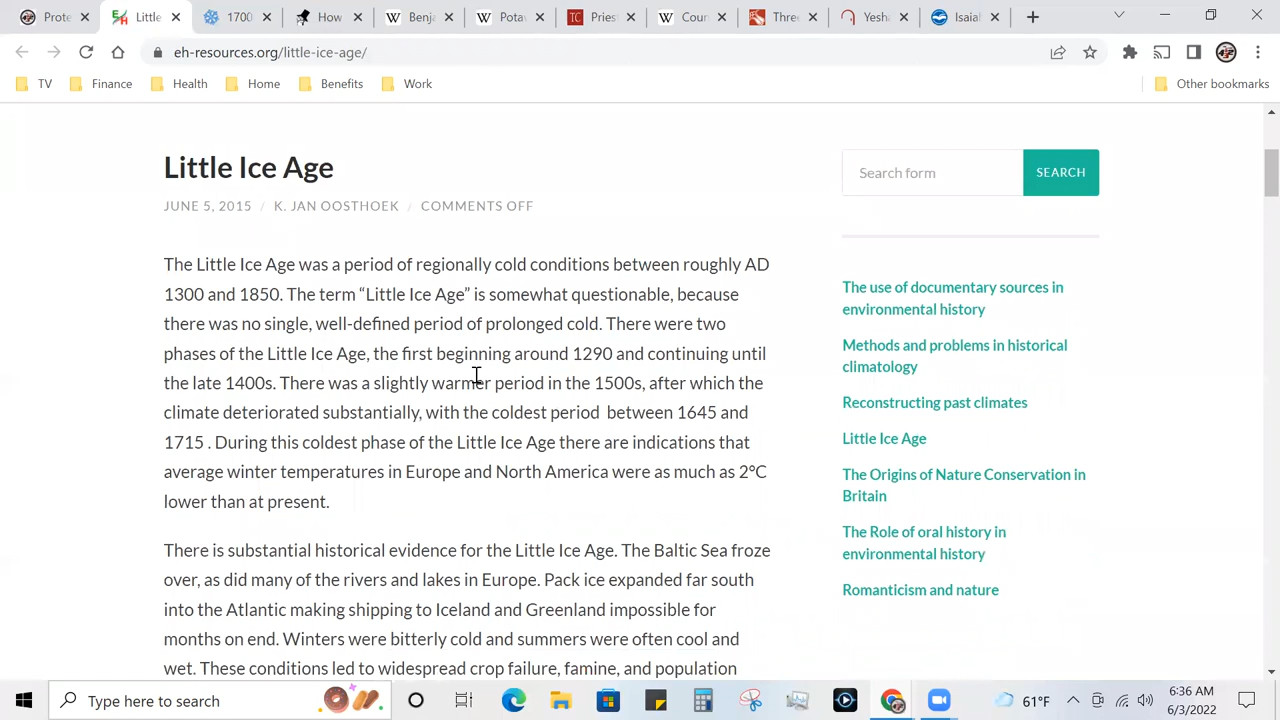 Prote
Little
1700
How
Benja
Potav
Priest
Coun
Three
Yesha
Isaiah
eh-resources.org/little-ice-age/
TV
Finance
Health
Home
Benefits
Work
Other bookmarks
Little Ice Age
JUNE 5, 2015 / K. JAN OOSTHOEK / COMMENTS OFF
The Little Ice Age was a period of regionally cold conditions between roughly AD
1300 and 1850. The term “Little Ice Age” is somewhat questionable, because
there was no single, well-defined period of prolonged cold. There were two
phases of the Little Ice Age, the first beginning around 1290 and continuing until
the late 1400s. There was a slightly warmer period in the 1500s, after which the
climate deteriorated substantially, with the coldest period between 1645 and
1715 . During this coldest phase of the Little Ice Age there are indications that
average winter temperatures in Europe and North America were as much as 2°C
lower than at present.
There is substantial historical evidence for the Little Ice Age. The Baltic Sea froze
over, as did many of the rivers and lakes in Europe. Pack ice expanded far south
into the Atlantic making shipping to Iceland and Greenland impossible for
months on end. Winters were bitterly cold and summers were often cool and
wet. These conditions led to widespread crop failure, famine, and population
Search form
SEARCH
The use of documentary sources in
environmental history
Methods and problems in historical
climatology
Reconstructing past climates
Little Ice Age
The Origins of Nature Conservation in
Britain
The Role of oral history in
environmental history
Romanticism and nature
Type here to search
61°F
6:36 AM
6/3/2022